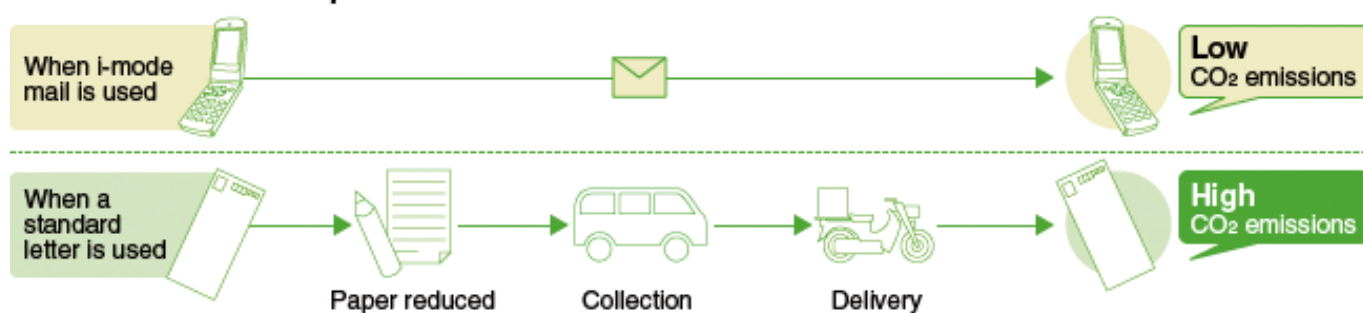 When i-mode
mail is used
Low
CO₂ emissions
When a
standard
letter is used
High
CO₂ emissions
Paper reduced
Collection
Delivery